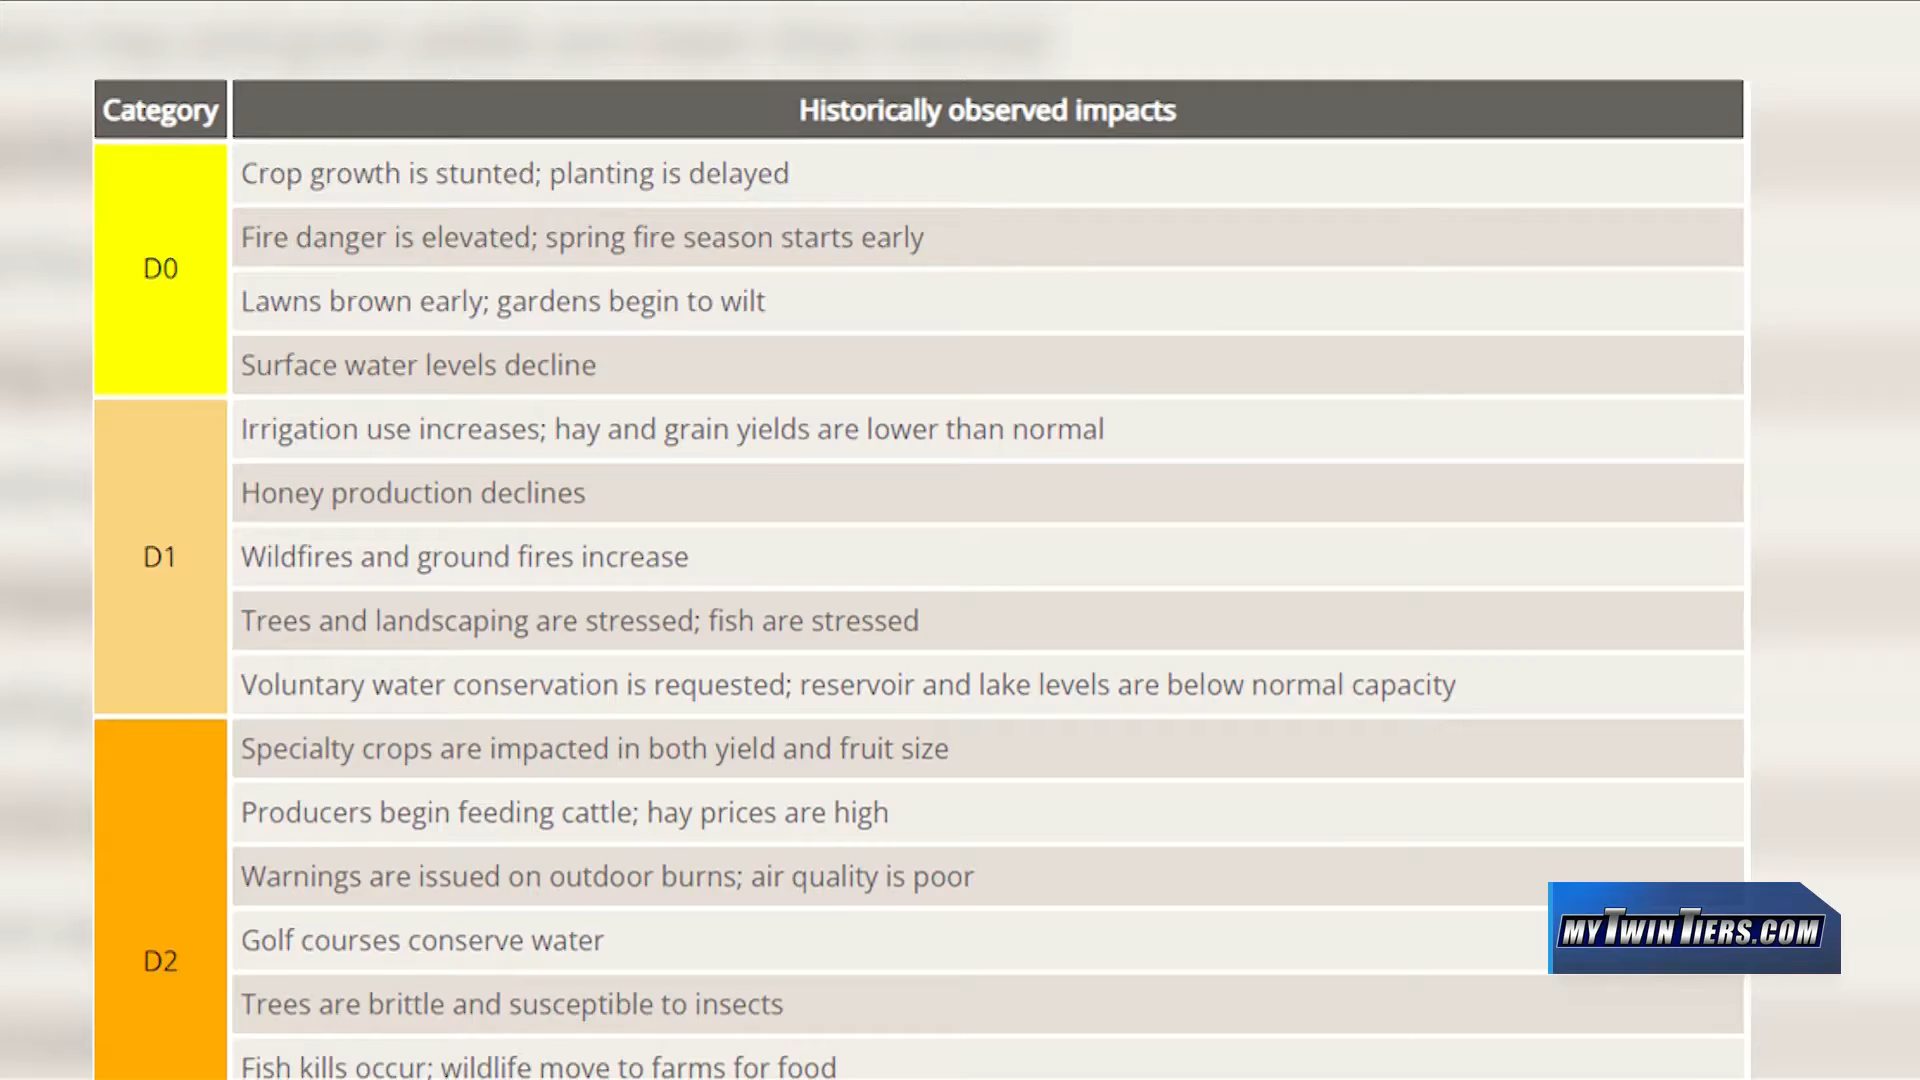 Category
Historically observed impacts
D0
Crop growth is stunted; planting is delayed
Fire danger is elevated; spring fire season starts early
Lawns brown early; gardens begin to wilt
Surface water levels decline
D1
Irrigation use increases; hay and grain yields are lower than normal
Honey production declines
Wildfires and ground fires increase
Trees and landscaping are stressed; fish are stressed
Voluntary water conservation is requested; reservoir and lake levels are below normal capacity
D2
Specialty crops are impacted in both yield and fruit size
Producers begin feeding cattle; hay prices are high
Warnings are issued on outdoor burns; air quality is poor
Golf courses conserve water
Trees are brittle and susceptible to insects
Fish kills occur; wildlife move to farms for food
MYTWINTIERS.COM